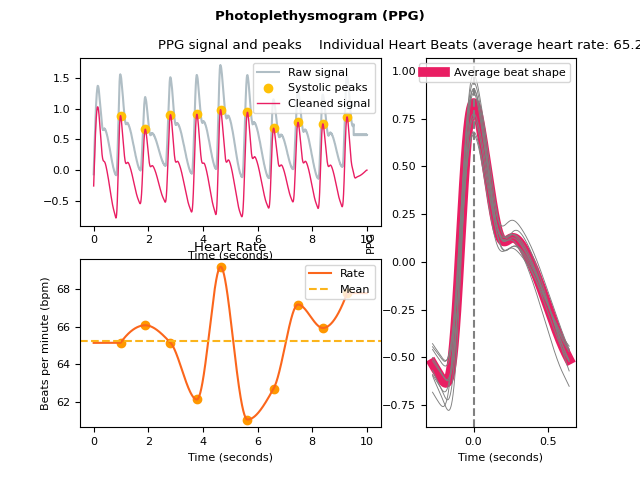 Photoplethysmogram (PPG)
PPG signal and peaks
Raw signal
Systolic peaks
Cleaned signal
1.5
1.0
0.5
0.0
−0.5
0
2
4
6
8
10
Time (seconds)
Heart Rate
Rate
Mean
Beats per minute (bpm)
68
66
64
62
0
2
4
6
8
10
Time (seconds)
Individual Heart Beats (average heart rate: 65.2
Average beat shape
PPG
1.00
0.75
0.50
0.25
0.00
−0.25
−0.50
−0.75
0.0
0.5
Time (seconds)